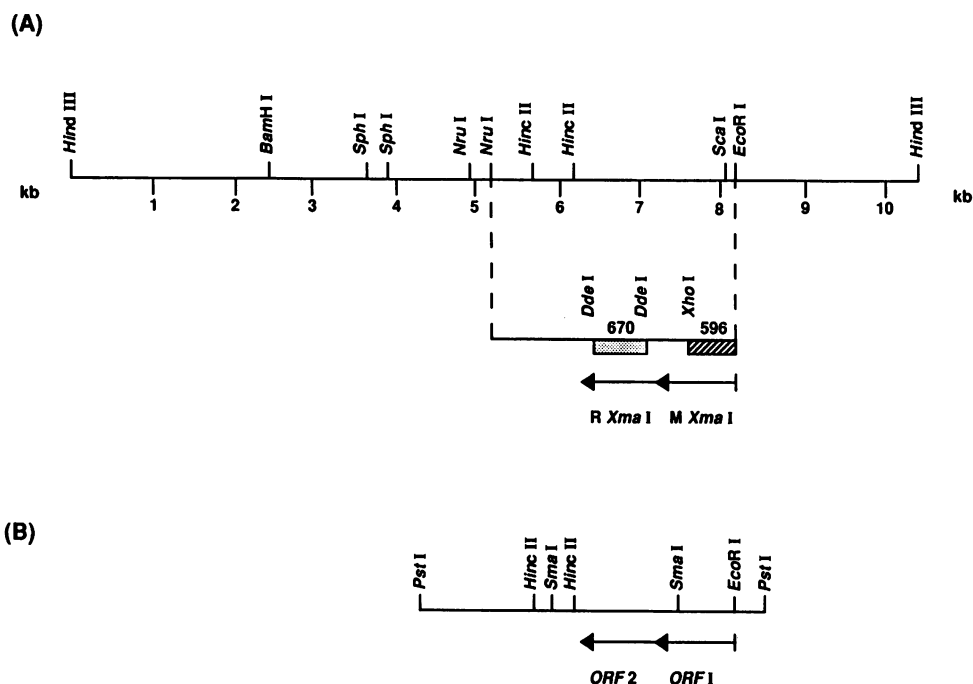 (A)
Hind III BamH I Sph I Sph I Nru I Nru I Hinc II Hinc II Sca I EcoR I Hind III
kb 1 2 3 4 5 6 7 8 9 10 kb
Dde I Dde I Xho I
670 596
R Xma I M Xma I
(B)
Pst I Hinc II Sma I Hinc II Sma I EcoR I Pst I
ORF 2 ORF 1